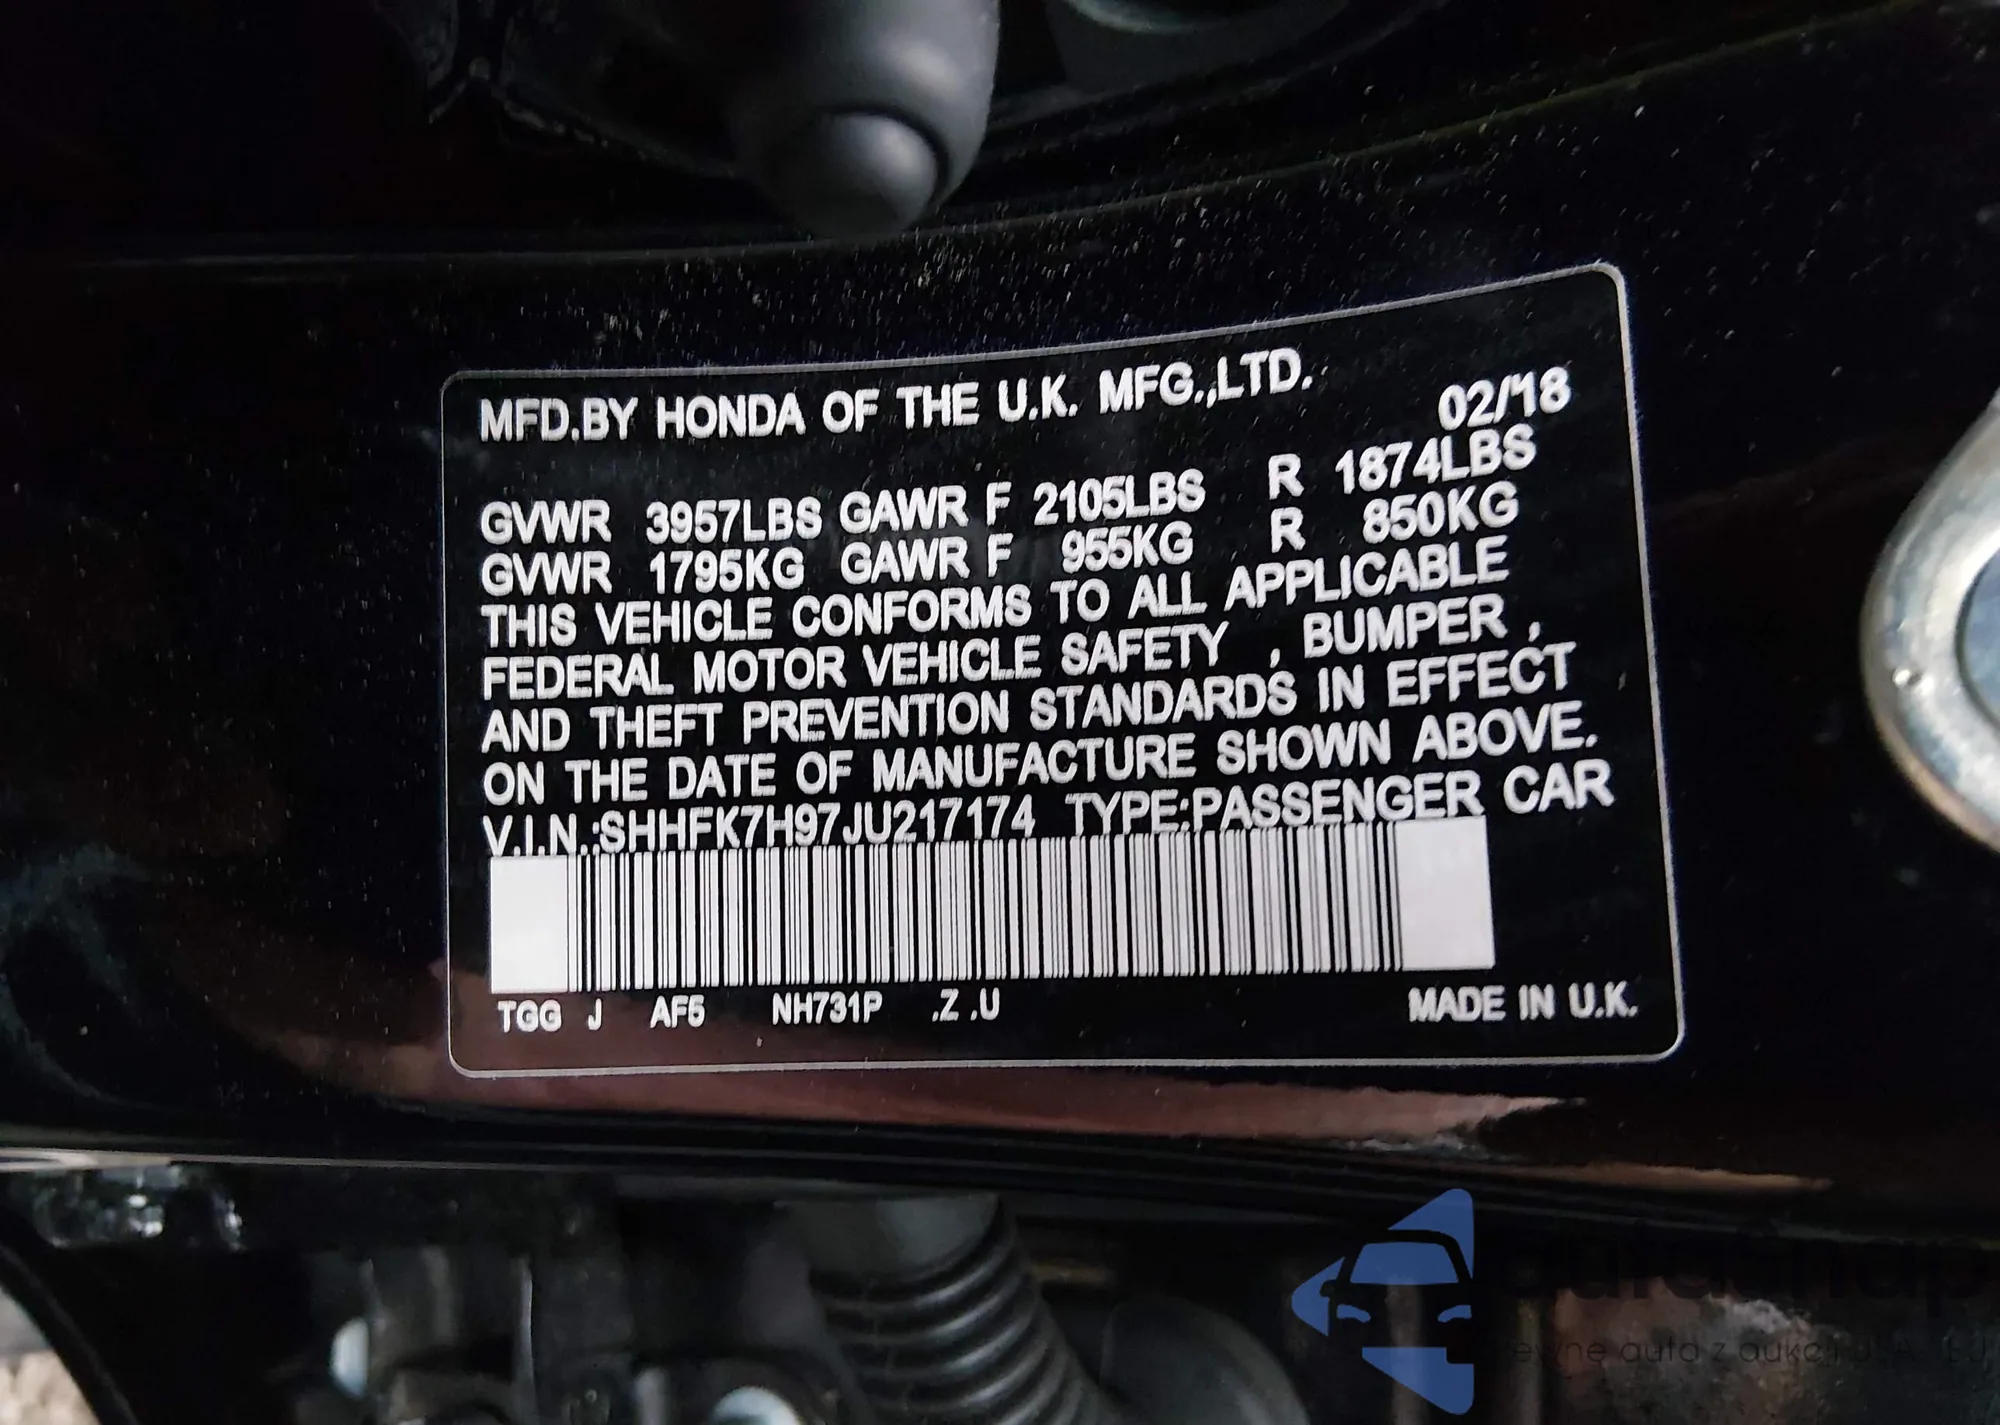 MFD.BY HONDA OF THE U.K. MFG.,LTD.
02/18
GVWR 3957LBS GAWR F 2105LBS R 1874LBS
GVWR 1795KG GAWR F 955KG R 850KG
THIS VEHICLE CONFORMS TO ALL APPLICABLE
FEDERAL MOTOR VEHICLE SAFETY , BUMPER ,
AND THEFT PREVENTION STANDARDS IN EFFECT
ON THE DATE OF MANUFACTURE SHOWN ABOVE.
V.I.N.:SHHFK7H97JU217174 TYPE:PASSENGER CAR
TGG J AF5 NH731P .Z .U MADE IN U.K.
auto z aukcji